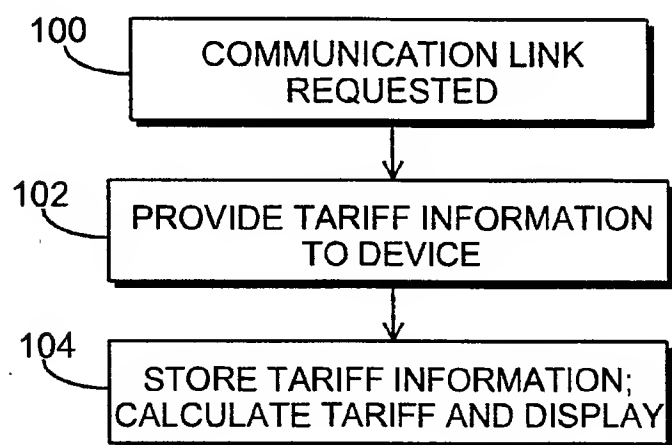 100
COMMUNICATION LINK
REQUESTED
102
PROVIDE TARIFF INFORMATION
TO DEVICE
104
STORE TARIFF INFORMATION;
CALCULATE TARIFF AND DISPLAY